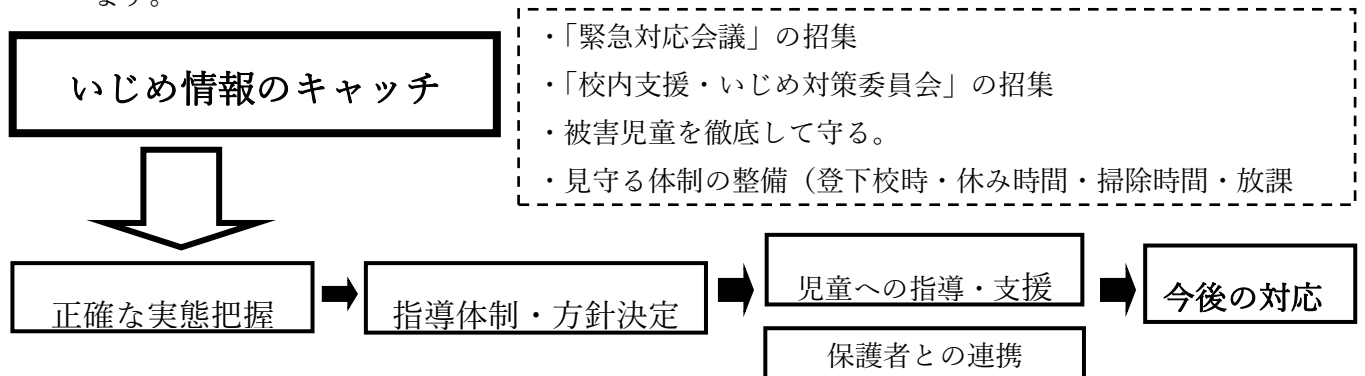 ます。
いじめ情報のキャッチ
・「緊急対応会議」の招集
・「校内支援・いじめ対策委員会」の招集
・被害児童を徹底して守る。
・見守る体制の整備（登下校時・休み時間・掃除時間・放課
正確な実態把握
指導体制・方針決定
児童への指導・支援
保護者との連携
今後の対応